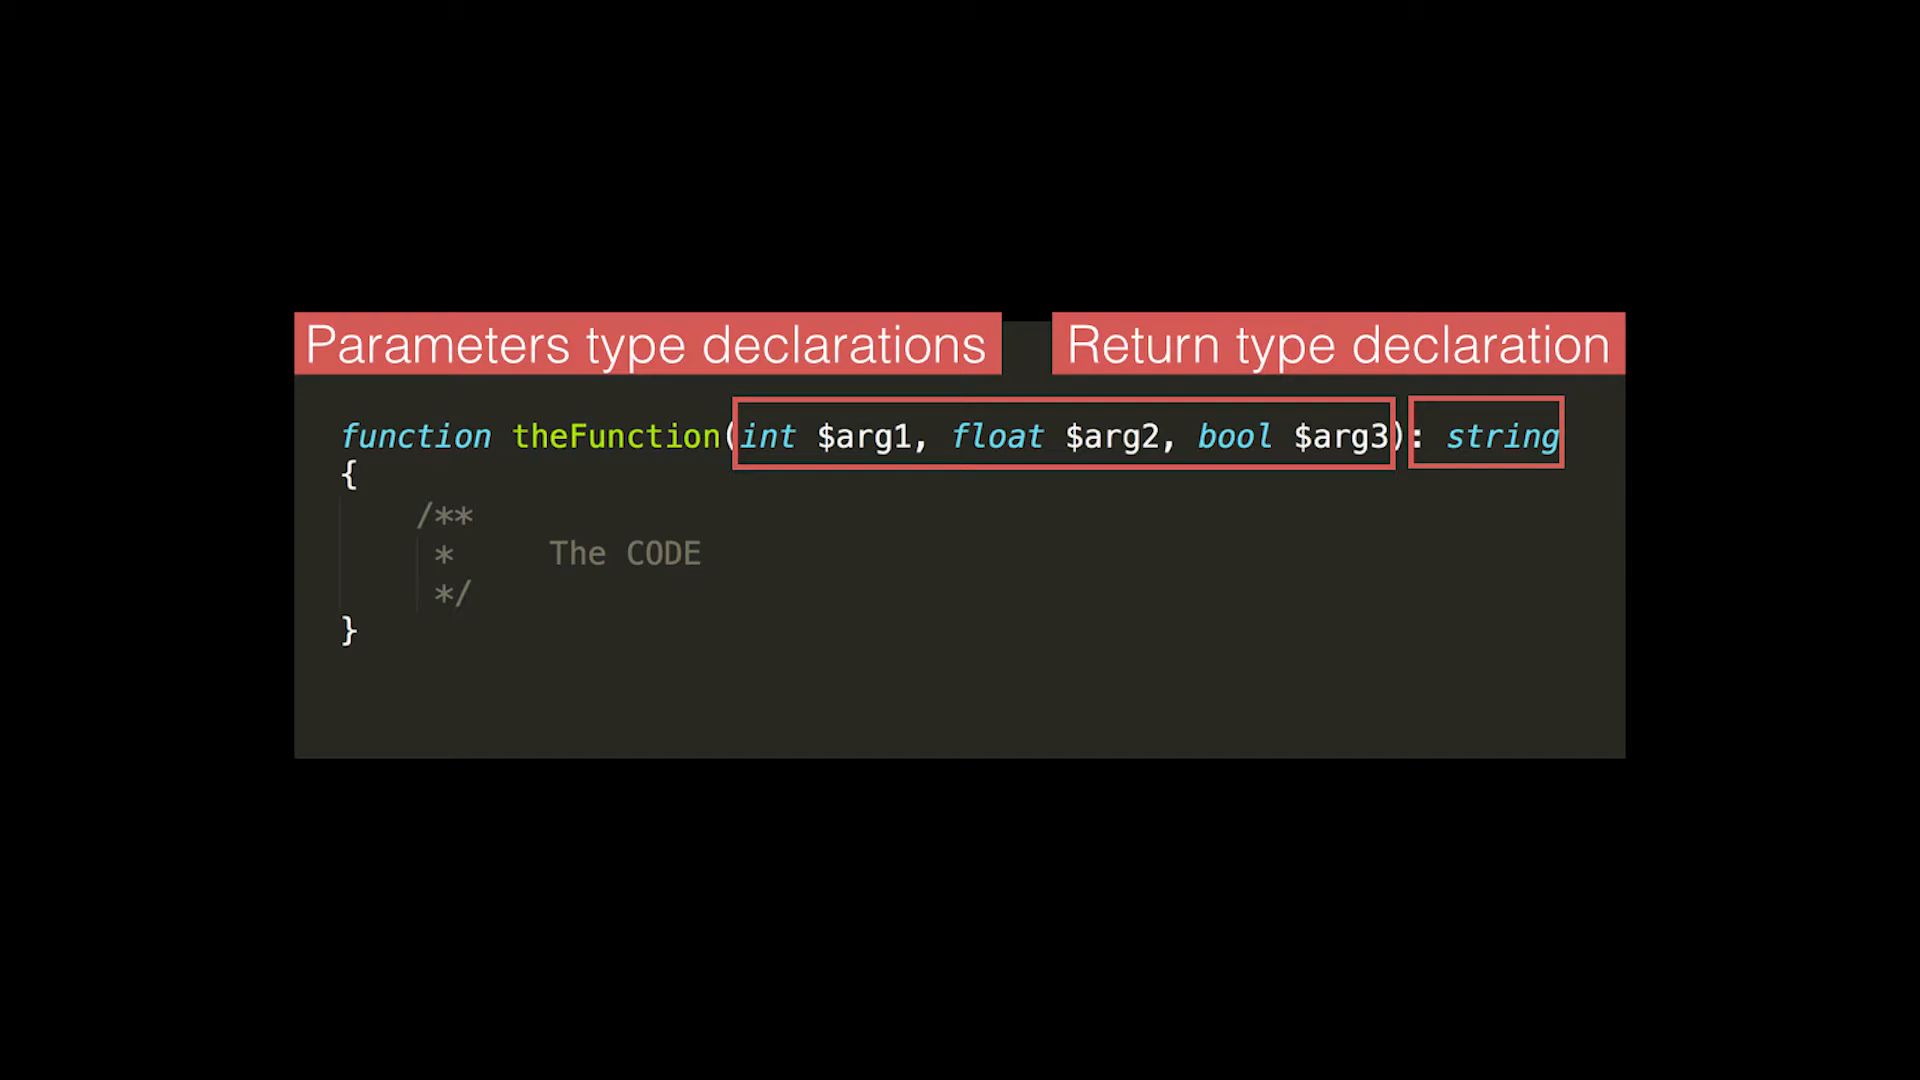 Parameters type declarations
Return type declaration
function theFunction(int $arg1, float $arg2, bool $arg3): string
{
/**
* The CODE
*/
}